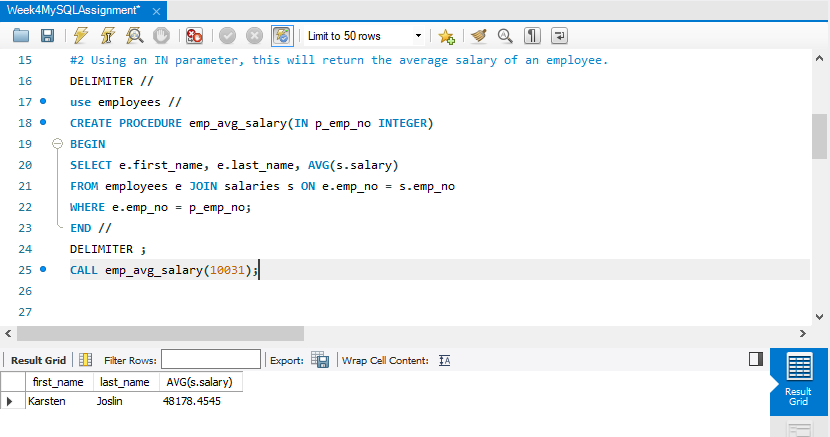 Week4MySQLAssignment*
Limit to 50 rows
15 #2 Using an IN parameter, this will return the average salary of an employee.
16 DELIMITER //
17 use employees //
18 CREATE PROCEDURE emp_avg_salary(IN p_emp_no INTEGER)
19 BEGIN
20 SELECT e.first_name, e.last_name, AVG(s.salary)
21 FROM employees e JOIN salaries s ON e.emp_no = s.emp_no
22 WHERE e.emp_no = p_emp_no;
23 END //
24 DELIMITER ;
25 CALL emp_avg_salary(10031);
26
27
Result Grid Filter Rows: Export: Wrap Cell Content: IA
first_name last_name AVG(s.salary)
Karsten Joslin 48178.4545
Result
Grid